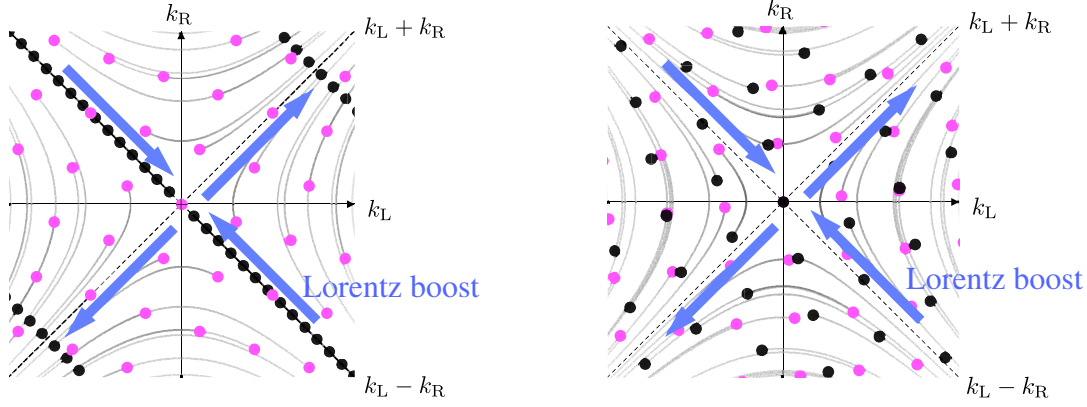 k_R
k_L + k_R
k_L
Lorentz boost
k_L − k_R
k_R
k_L + k_R
k_L
Lorentz boost
k_L − k_R